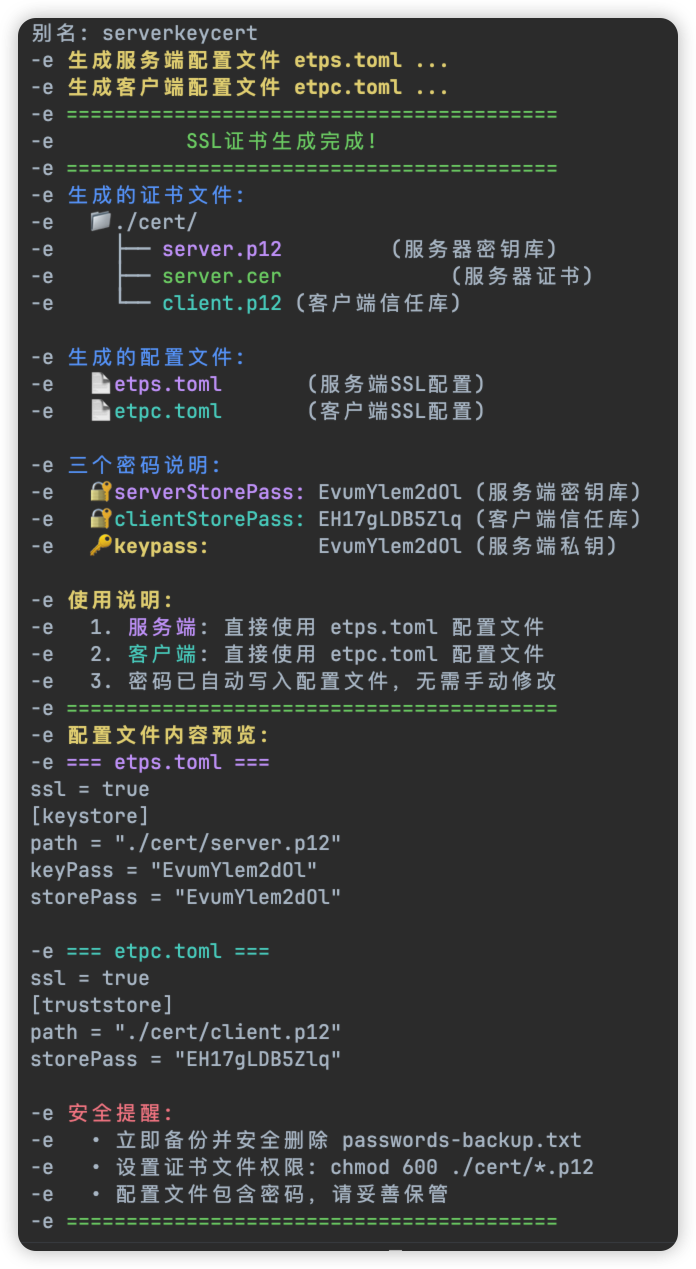 别名: serverkeycert
-e 生成服务端配置文件 etps.toml ...
-e 生成客户端配置文件 etpc.toml ...
-e =========================================
-e SSL证书生成完成!
-e =========================================
-e 生成的证书文件:
-e 📁./cert/
-e ├── server.p12 (服务器密钥库)
-e ├── server.cer (服务器证书)
-e └── client.p12 (客户端信任库)
-e 生成的配置文件:
-e 📄etps.toml (服务端SSL配置)
-e 📄etpc.toml (客户端SSL配置)
-e 三个密码说明:
-e 🔐serverStorePass: EvumYlem2dOl (服务端密钥库)
-e 🔐clientStorePass: EH17gLDB5Zlq (客户端信任库)
-e 🔑keypass: EvumYlem2dOl (服务端私钥)
-e 使用说明:
-e 1. 服务端: 直接使用 etps.toml 配置文件
-e 2. 客户端: 直接使用 etpc.toml 配置文件
-e 3. 密码已自动写入配置文件, 无需手动修改
-e =========================================
-e 配置文件内容预览:
-e === etps.toml ===
ssl = true
[keystore]
path = "./cert/server.p12"
keyPass = "EvumYlem2dOl"
storePass = "EvumYlem2dOl"
-e === etpc.toml ===
ssl = true
[truststore]
path = "./cert/client.p12"
storePass = "EH17gLDB5Zlq"
-e 安全提醒:
-e • 立即备份并安全删除 passwords-backup.txt
-e • 设置证书文件权限: chmod 600 ./cert/*.p12
-e • 配置文件包含密码, 请妥善保管
-e =========================================